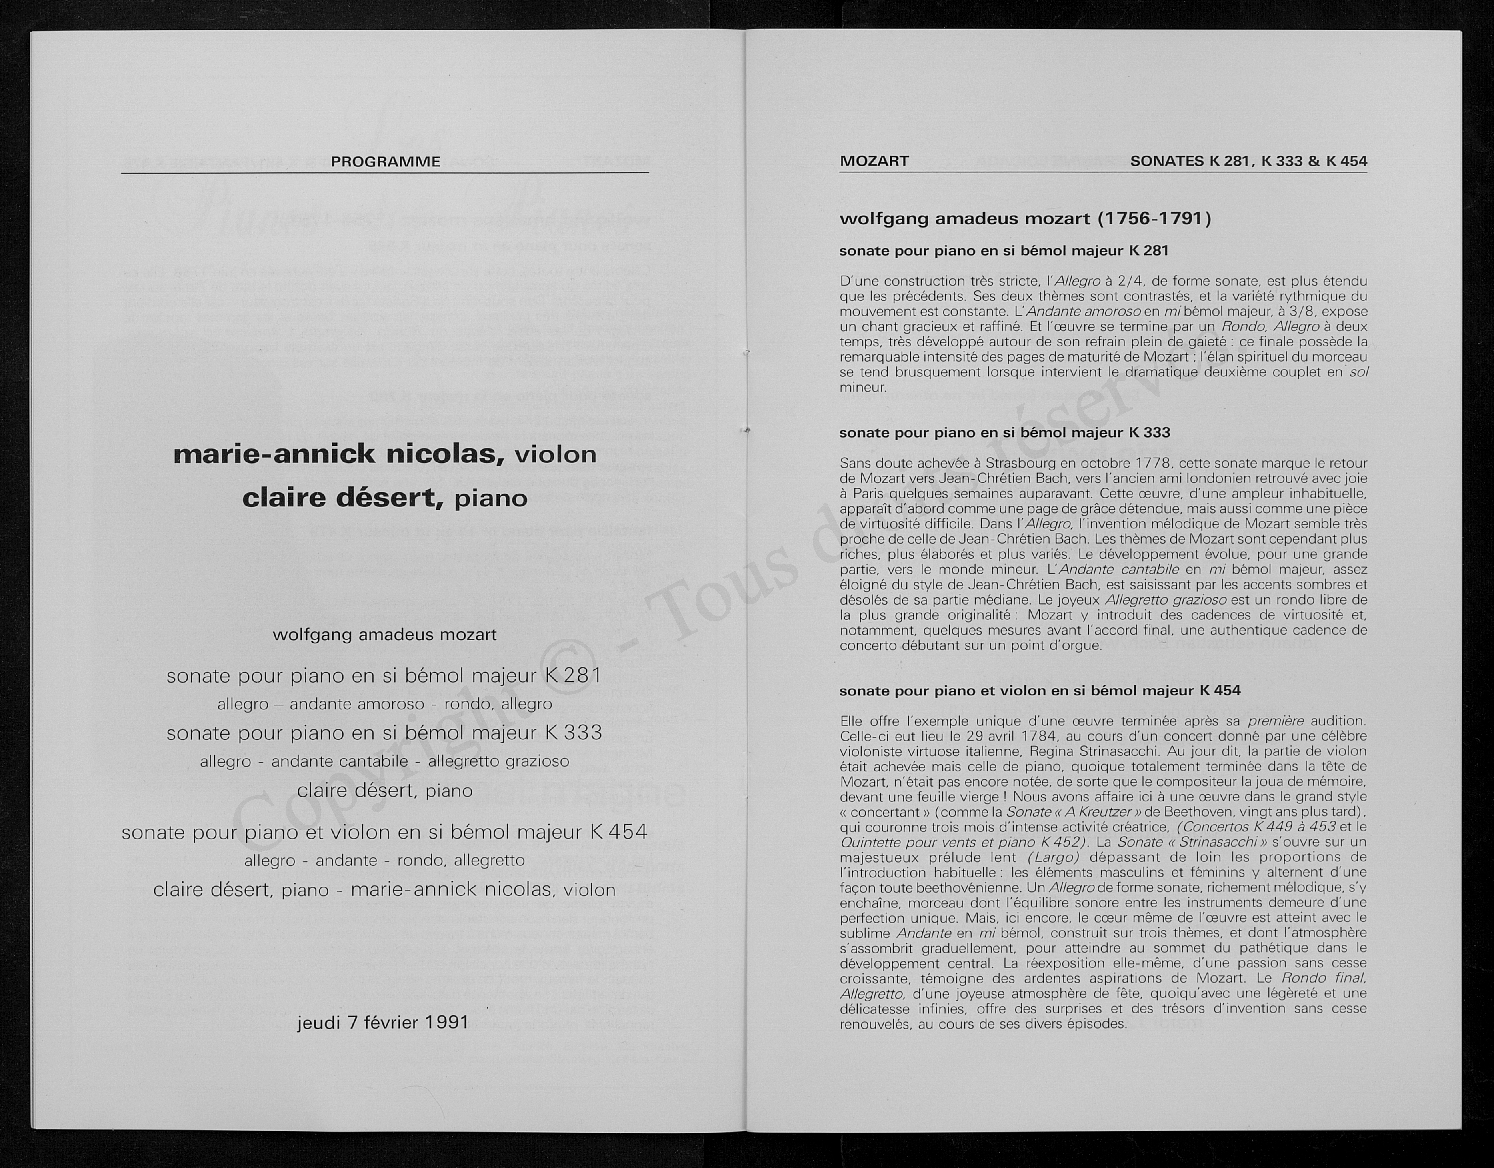 PROGRAMME
marie-annick nicolas, violon
claire désert, piano
wolfgang amadeus mozart
sonate pour piano en si bémol majeur K 281
allegro – andante amoroso - rondo, allegro
sonate pour piano en si bémol majeur K 333
allegro - andante cantabile - allegretto grazioso
claire désert, piano
sonate pour piano et violon en si bémol majeur K 454
allegro - andante - rondo, allegretto
claire désert, piano - marie-annick nicolas, violon
jeudi 7 février 1991
MOZART SONATES K 281, K 333 & K 454
wolfgang amadeus mozart (1756-1791)
sonate pour piano en si bémol majeur K 281
D'une construction très stricte, l'Allegro à 2/4, de forme sonate, est plus étendu
que les précédents. Ses deux thèmes sont contrastés, et la variété rythmique du
mouvement est constante. L'Andante amoroso en mi bémol majeur, à 3/8, expose
un chant gracieux et raffiné. Et l'œuvre se termine par un Rondo, Allegro à deux
temps, très développé autour de son refrain plein de gaieté : ce finale possède la
remarquable intensité des pages de maturité de Mozart ; l'élan spirituel du morceau
se tend brusquement lorsque intervient le dramatique deuxième couplet en sol
mineur.
sonate pour piano en si bémol majeur K 333
Sans doute achevée à Strasbourg en octobre 1778, cette sonate marque le retour
de Mozart vers Jean-Chrétien Bach, vers l'ancien ami londonien retrouvé avec joie
à Paris quelques semaines auparavant. Cette œuvre, d'une ampleur inhabituelle,
apparaît d'abord comme une page de grâce détendue, mais aussi comme une pièce
de virtuosité difficile. Dans l'Allegro, l'invention mélodique de Mozart semble très
proche de celle de Jean-Chrétien Bach. Les thèmes de Mozart sont cependant plus
riches, plus élaborés et plus variés. Le développement évolue, pour une grande
partie, vers le monde mineur. L'Andante cantabile en mi bémol majeur, assez
éloigné du style de Jean-Chrétien Bach, est saisissant par les accents sombres et
désolés de sa partie médiane. Le joyeux Allegretto grazioso est un rondo libre de
la plus grande originalité : Mozart y introduit des cadences de virtuosité et,
notamment, quelques mesures avant l'accord final, une authentique cadence de
concerto débutant sur un point d'orgue.
sonate pour piano et violon en si bémol majeur K 454
Elle offre l'exemple unique d'une œuvre terminée après sa première audition.
Celle-ci eut lieu le 29 avril 1784, au cours d'un concert donné par une célèbre
violoniste virtuose italienne, Regina Strinasacchi. Au jour dit, la partie de violon
était achevée mais celle de piano, quoique totalement terminée dans la tête de
Mozart, n'était pas encore notée, de sorte que le compositeur la joua de mémoire,
devant une feuille vierge ! Nous avons affaire ici à une œuvre dans le grand style
« concertant » (comme la Sonate « A Kreutzer » de Beethoven, vingt ans plus tard),
qui couronne trois mois d'intense activité créatrice, (Concertos K 449 à 453 et le
Quintette pour vents et piano K 452). La Sonate « Strinasacchi » s'ouvre sur un
majestueux prélude lent (Largo) dépassant de loin les proportions de
l'introduction habituelle : les éléments masculins et féminins y alternent d'une
façon toute beethovénienne. Un Allegro de forme sonate, richement mélodique, s'y
enchaîne, morceau dont l'équilibre sonore entre les instruments demeure d'une
perfection unique. Mais, ici encore, le cœur même de l'œuvre est atteint avec le
sublime Andante en mi bémol, construit sur trois thèmes, et dont l'atmosphère
s'assombrit graduellement, pour atteindre au sommet du pathétique dans le
développement central. La réexposition elle-même, d'une passion sans cesse
croissante, témoigne des ardentes aspirations de Mozart. Le Rondo final,
Allegretto, d'une joyeuse atmosphère de fête, quoiqu'avec une légèreté et une
délicatesse infinies, offre des surprises et des trésors d'invention sans cesse
renouvelés, au cours de ses divers épisodes.
Copyright © - Tous droits réservés